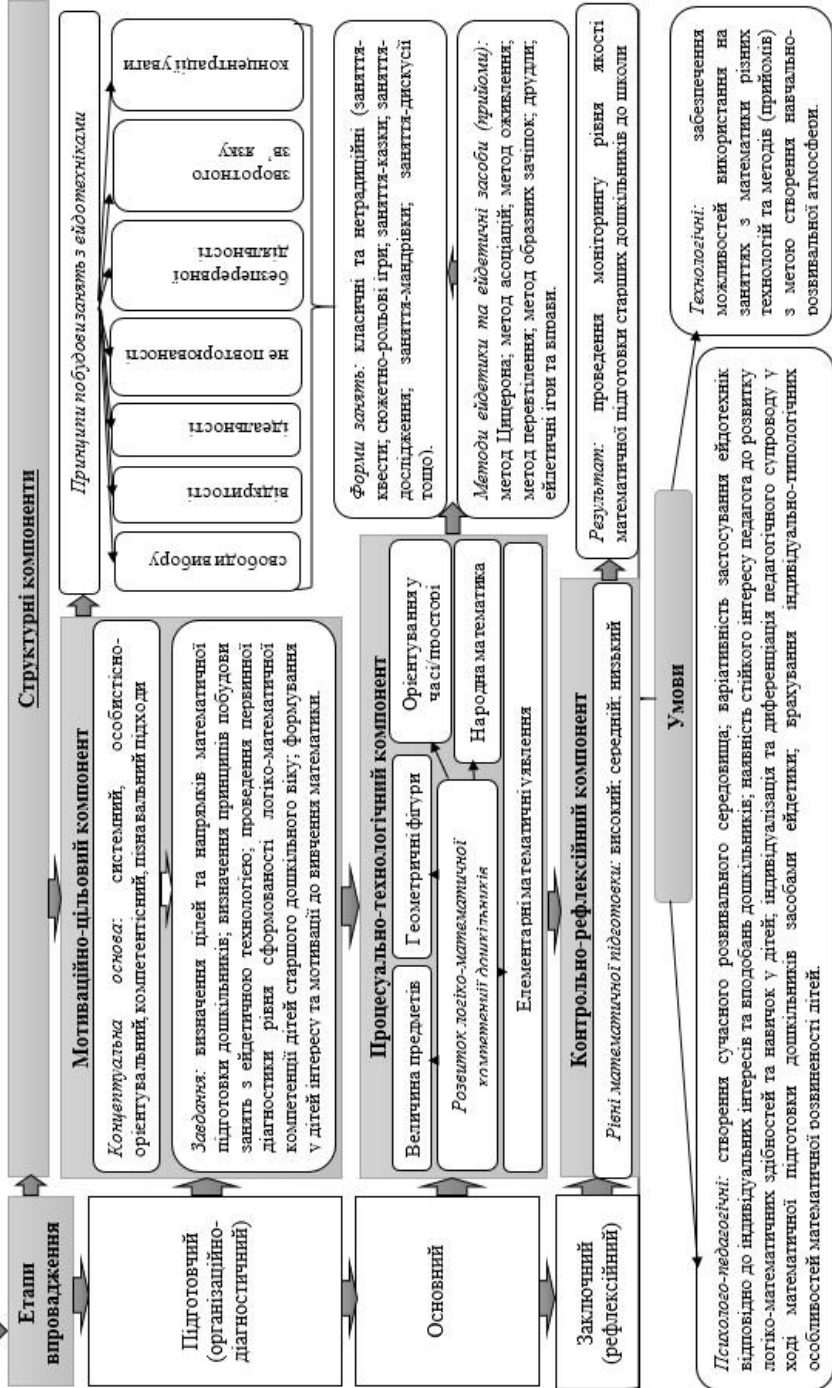 Етапи
впровадження
Структурні компоненти
Підготовчий
(організаційно-
діагностичний)
Мотиваційно-цільовий компонент
Концептуальна основа: системний, особистісно-
орієнтувальний, компетентісний, пізнавальний підходи
Завдання: визначення цілей та напрямків математичної
підготовки дошкільників; визначення принципів побудови
занять з ейдетичною технологією; проведення первинної
діагностики рівня сформованості логіко-математичної
компетенції дітей старшого дошкільного віку; формування
у дітей інтересу та мотивації до вивчення математики.
Принципи побудови занять з ейдотехніками
свободи вибору
відкритості
ідеальності
не повторюваності
безперервної
діяльності
зворотного
зв’язку
концентрації уваги
Основний
Процесуально-технологічний компонент
Величина предметів
Геометричні фігури
Орієнтування у
часі/просторі
Розвиток логіко-математичної
компетенції дошкільників
Народна математика
Елементарні математичні уявлення
Форми занять: класичні та нетрадиційні (заняття-
квести; сюжетно-рольові ігри; заняття-казки; заняття-
дослідження; заняття-мандрівки; заняття-дискусії
тощо).
Методи ейдетики та ейдетичні засоби (прийоми):
метод Цицерона; метод асоціацій; метод оживлення;
метод перевтілення; метод образних зачіпок; друдли;
ейдетичні ігри та вправи.
Заключний
(рефлексійний)
Контрольно-рефлексійний компонент
Рівні математичної підготовки: високий; середній; низький
Результат: проведення моніторингу рівня якості
математичної підготовки старших дошкільників до школи
Умови
Психолого-педагогічні: створення сучасного розвивального середовища; варіативність застосування ейдотехнік
відповідно до індивідуальних інтересів та вподобань дошкільників; наявність стійкого інтересу педагога до розвитку
логіко-математичних здібностей та навичок у дітей; індивідуалізація та диференціація педагогічного супроводу у
ході математичної підготовки дошкільників засобами ейдетики; врахування індивідуально-типологічних
особливостей математичної розвиненості дітей.
Технологічні: забезпечення
можливостей використання на
заняттях з математики різних
технологій та методів (прийомів)
з метою створення навчально-
розвивальної атмосфери.